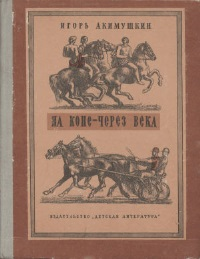 ИГОРЬ АКИМУШКИН
НА КОНЕ-ЧЕРЕЗ ВЕКА
ИЗДАТЕЛЬСТВО „ДЕТСКАЯ ЛИТЕРАТУРА“